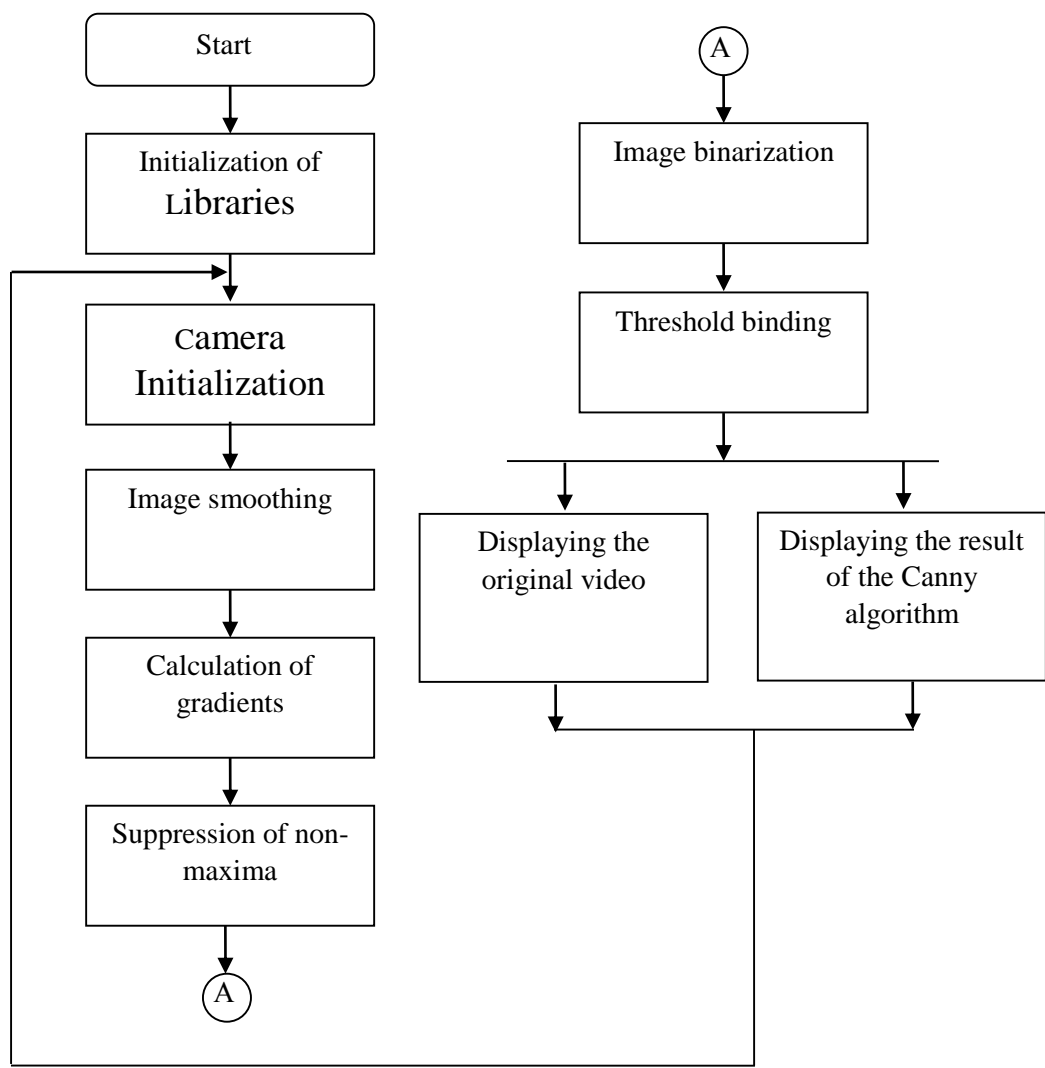 Start
Initialization of
Libraries
Camera
Initialization
Image smoothing
Calculation of
gradients
Suppression of non-
maxima
A
A
Image binarization
Threshold binding
Displaying the
original video
Displaying the result
of the Canny
algorithm